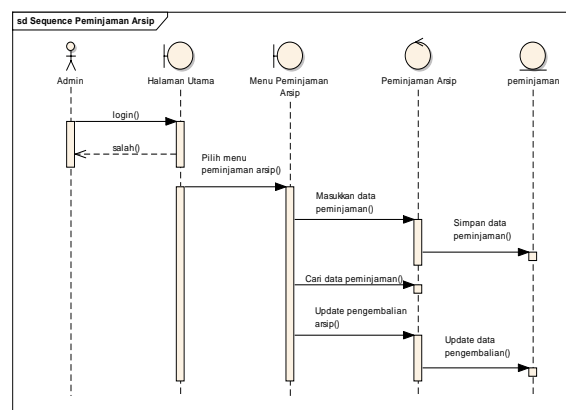 sd Sequence Peminjaman Arsip
Admin
Halaman Utama
Menu Peminjaman
Arsip
Peminjaman Arsip
peminjaman
login()
salah()
Pilih menu
peminjaman arsip()
Masukkan data
peminjaman()
Simpan data
peminjaman()
Cari data peminjaman()
Update pengembalian
arsip()
Update data
pengembalian()